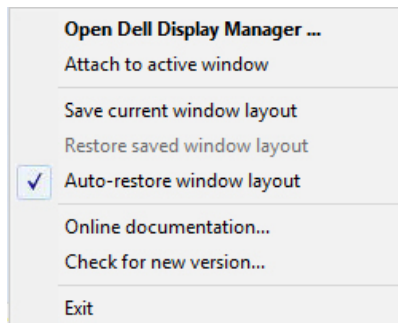 Open Dell Display Manager ...
Attach to active window
Save current window layout
Restore saved window layout
Auto-restore window layout
Online documentation...
Check for new version...
Exit